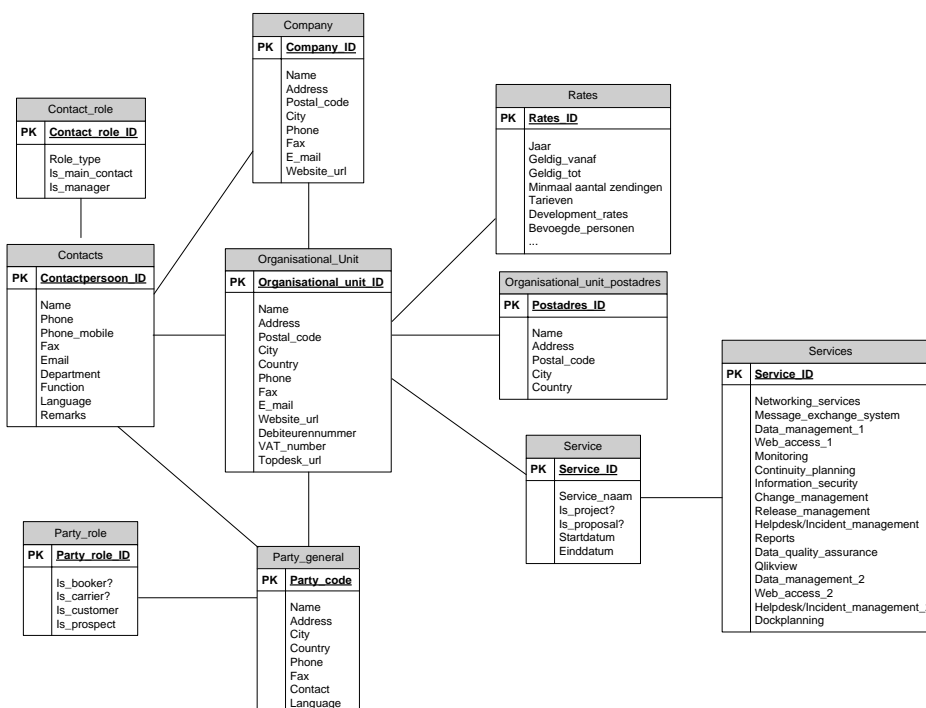 Company
PK Company_ID
Name
Address
Postal_code
City
Phone
Fax
E_mail
Website_url
Contact_role
PK Contact_role_ID
Role_type
Is_main_contact
Is_manager
Rates
PK Rates_ID
Jaar
Geldig_vanaf
Geldig_tot
Minmaal aantal zendingen
Tarieven
Development_rates
Bevoegde_personen
...
Contacts
PK Contactpersoon_ID
Name
Phone
Phone_mobile
Fax
Email
Department
Function
Language
Remarks
Organisational_Unit
PK Organisational_unit_ID
Name
Address
Postal_code
City
Country
Phone
Fax
E_mail
Website_url
Debiteurennummer
VAT_number
Topdesk_url
Organisational_unit_postadres
PK Postadres_ID
Name
Address
Postal_code
City
Country
Services
PK Service_ID
Networking_services
Message_exchange_system
Data_management_1
Web_access_1
Monitoring
Continuity_planning
Information_security
Change_management
Release_management
Helpdesk/Incident_management
Reports
Data_quality_assurance
Qlikview
Data_management_2
Web_access_2
Helpdesk/Incident_management_2
Dockplanning
Service
PK Service_ID
Service_naam
Is_project?
Is_proposal?
Startdatum
Einddatum
Party_role
PK Party_role_ID
Is_booker?
Is_carrier?
Is_customer
Is_prospect
Party_general
PK Party_code
Name
Address
City
Country
Phone
Fax
Contact
Language